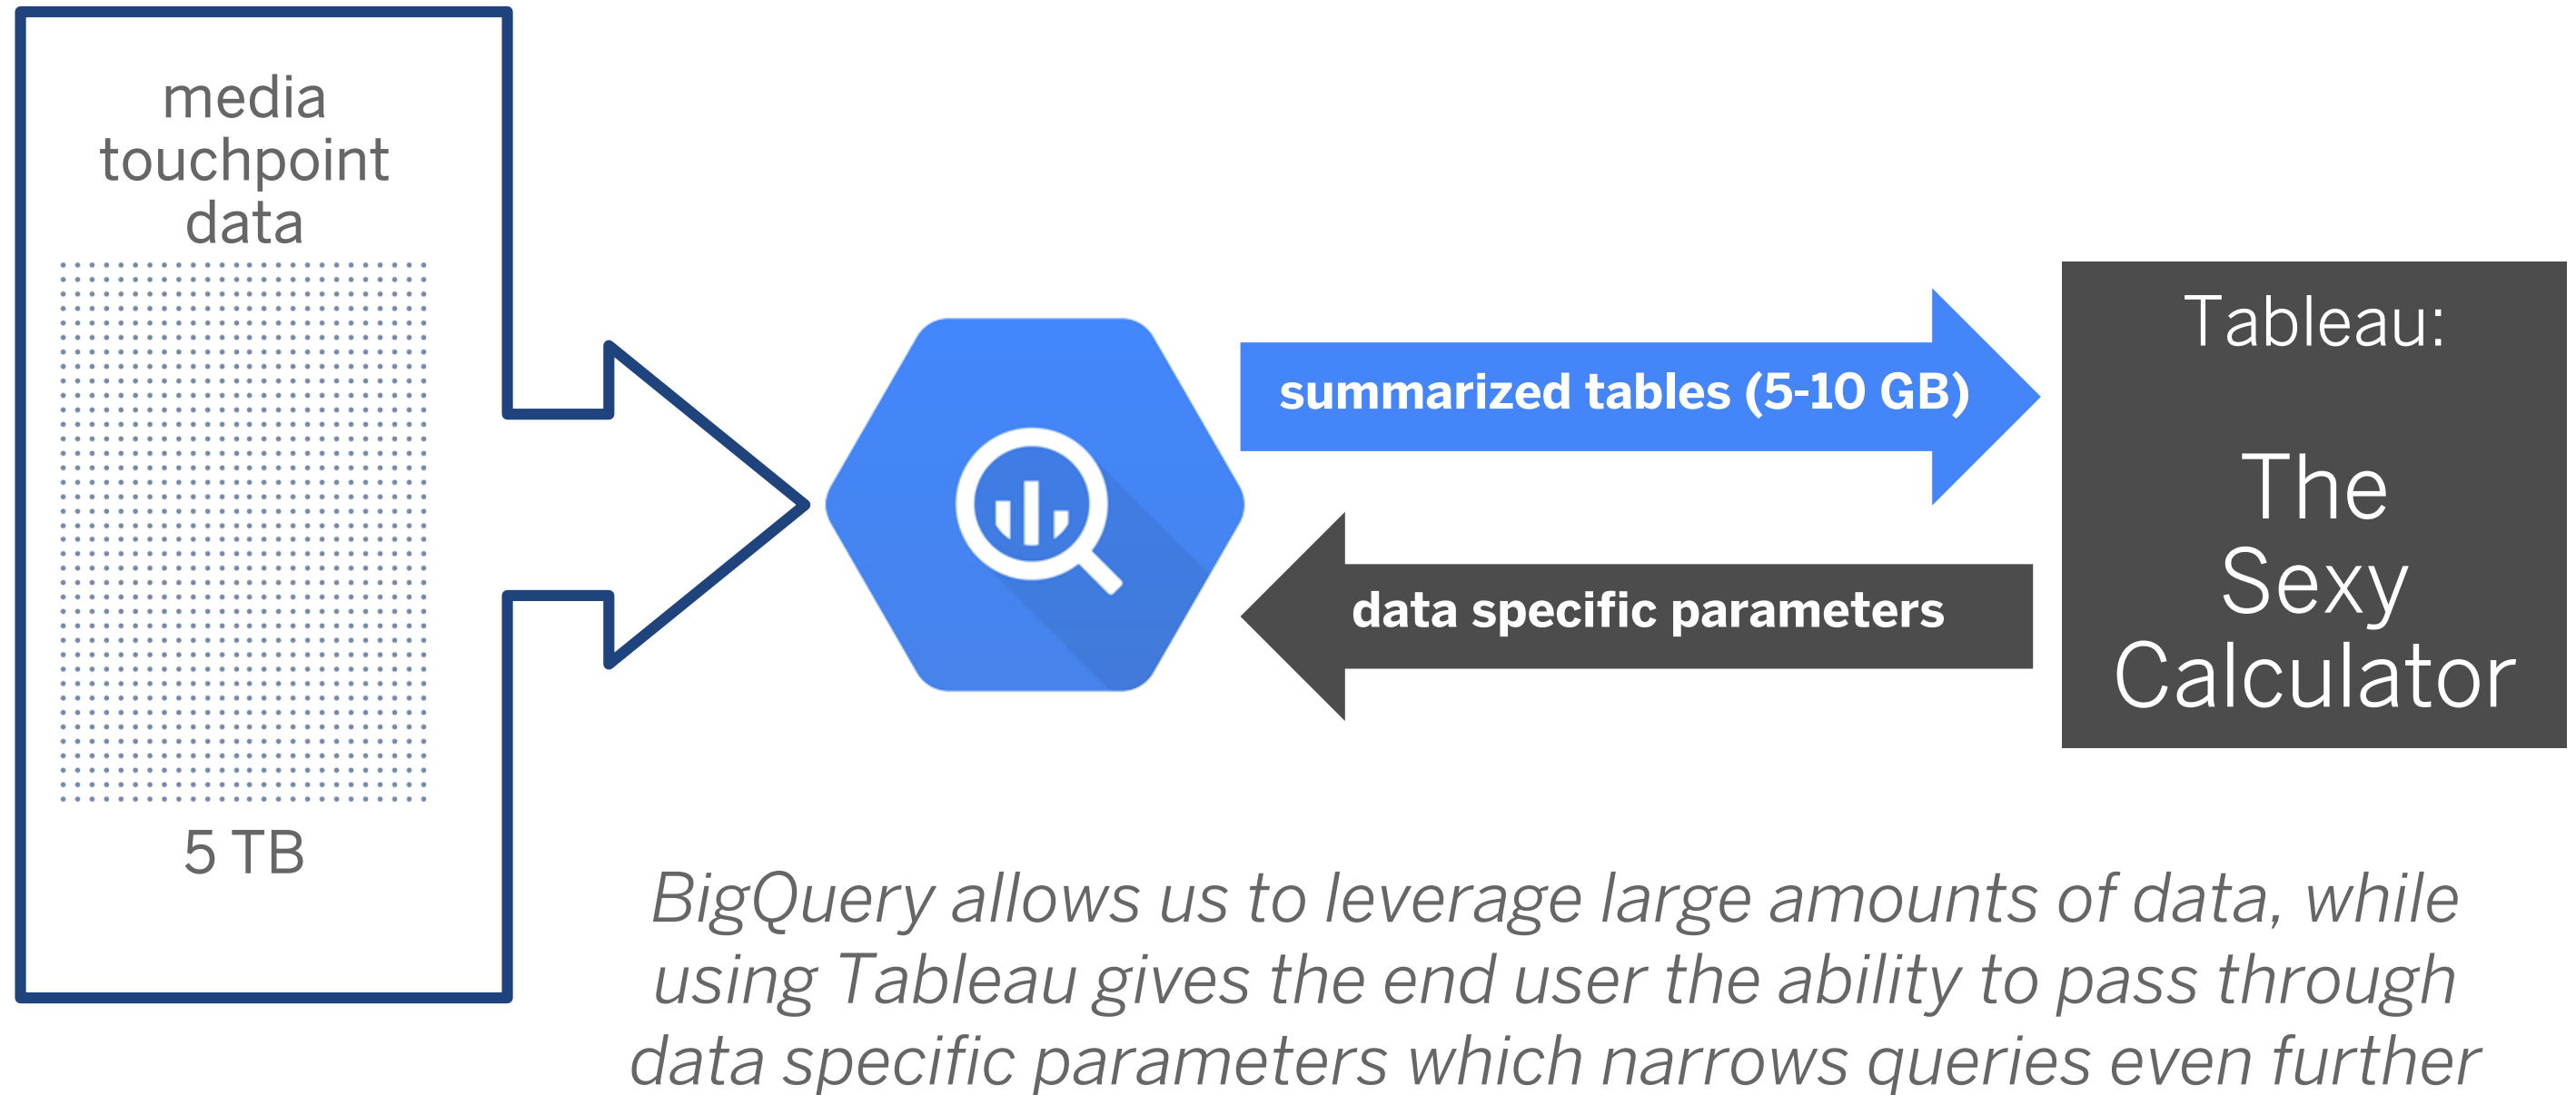 media
touchpoint
data
5 TB
summarized tables (5-10 GB)
data specific parameters
Tableau:
The
Sexy
Calculator
BigQuery allows us to leverage large amounts of data, while
using Tableau gives the end user the ability to pass through
data specific parameters which narrows queries even further